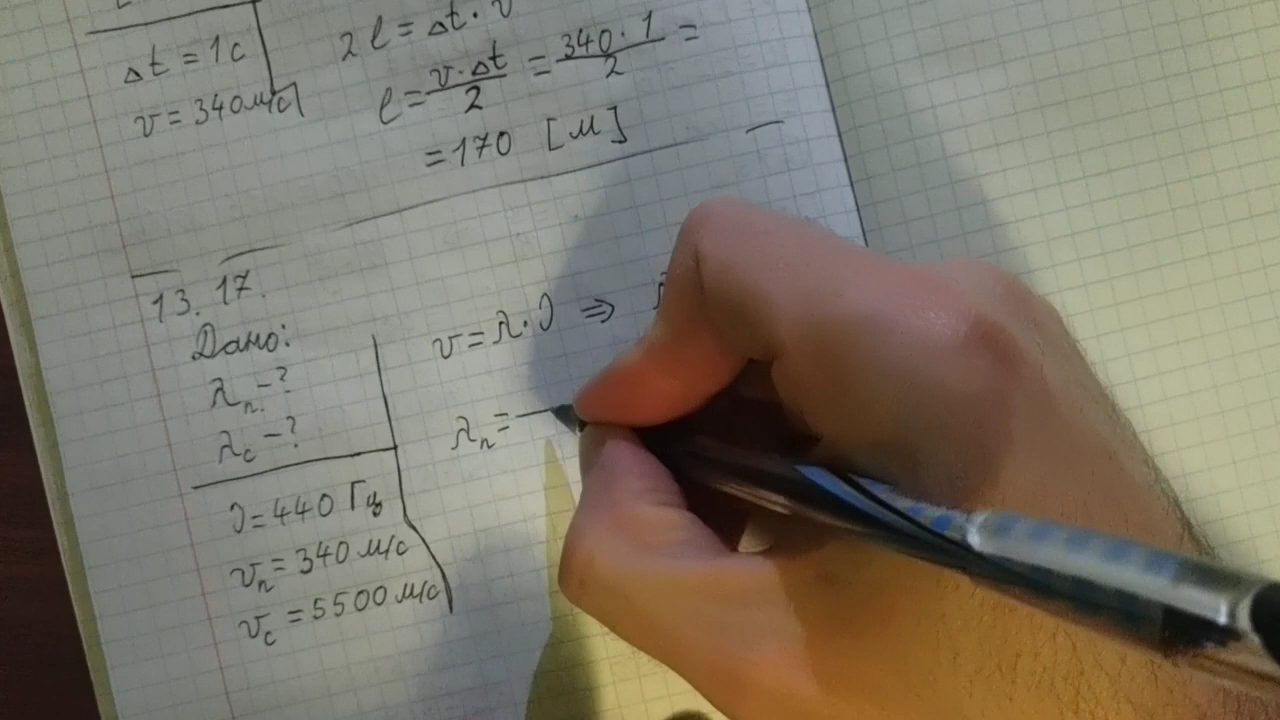 Δt = 1c
v = 340 м/с
2l = Δt · v
l = v·Δt / 2 = 340·1 / 2 =
= 170 [м]
13.17.
Дано:
λп – ?
λс – ?
ν = 440 Гц
vп = 340 м/с
vс = 5500 м/с
v = λ·ν ⇒ λ
λп =